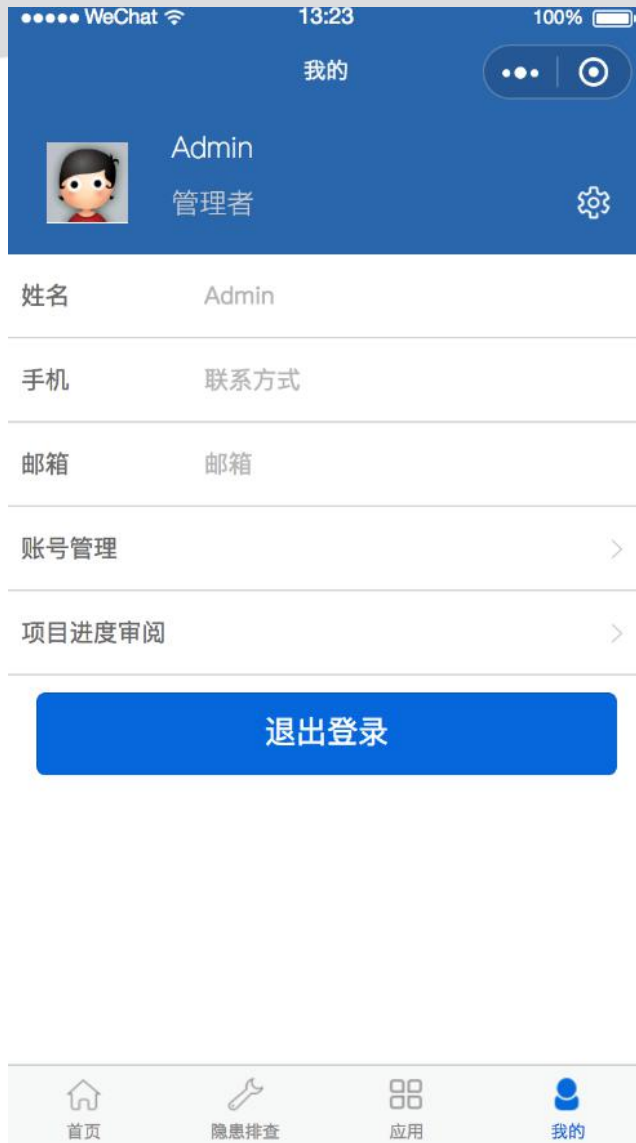 WeChat 13:23 100%
我的
Admin
管理者
姓名 Admin
手机 联系方式
邮箱 邮箱
账号管理
项目进度审阅
退出登录
首页 隐患排查 应用 我的